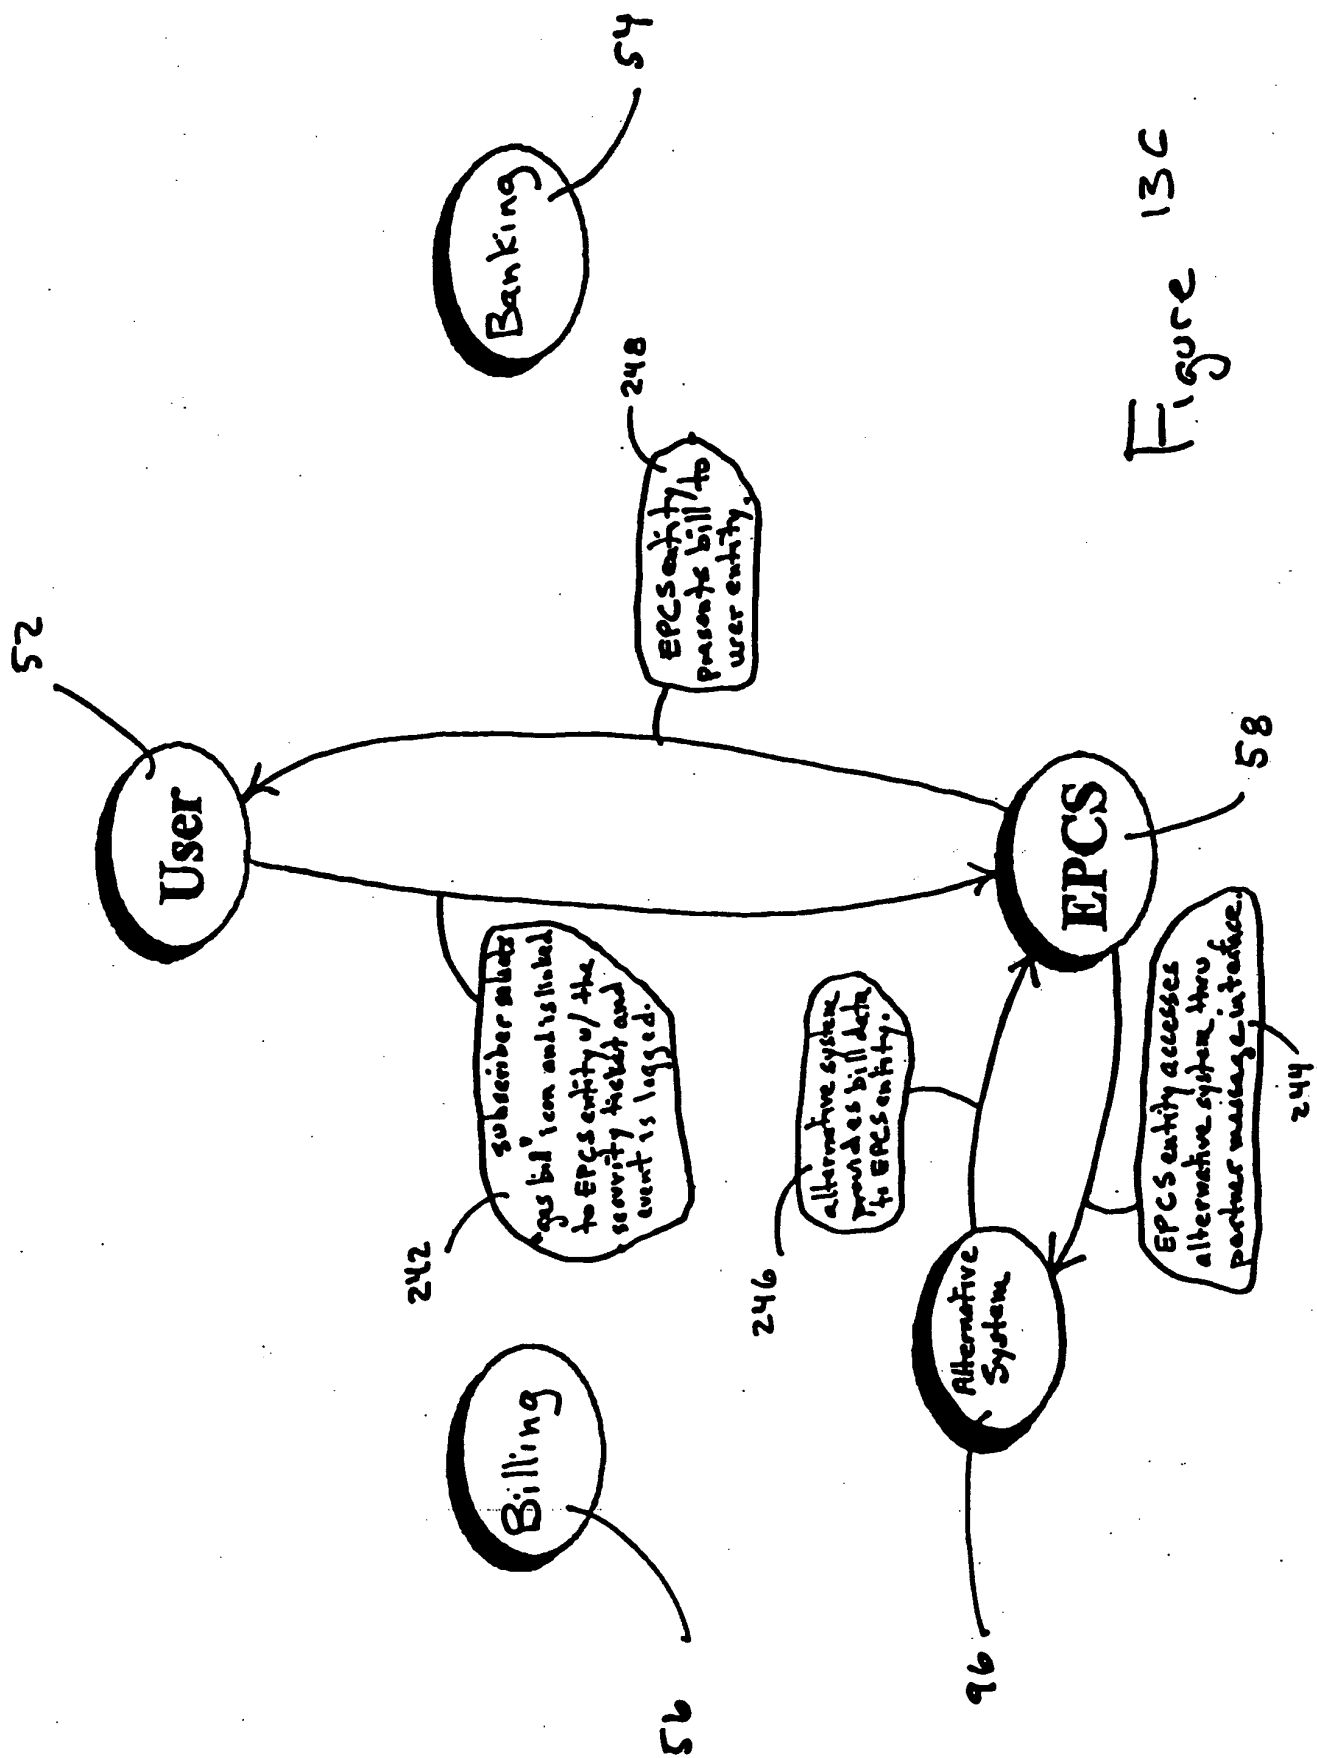 52
User
54
Banking
56
Billing
242
subscriber selects
"gas bill" icon and is linked
to EPCS entity w/ the
security ticket and
event is logged.
248
EPCS entity
presents bill to
user entity.
246
alternative system
provides bill data
to EPCS entity.
96
Alternative
System
EPCS
58
EPCS entity accesses
alternative system thru
partner message interface.
244
Figure 13C